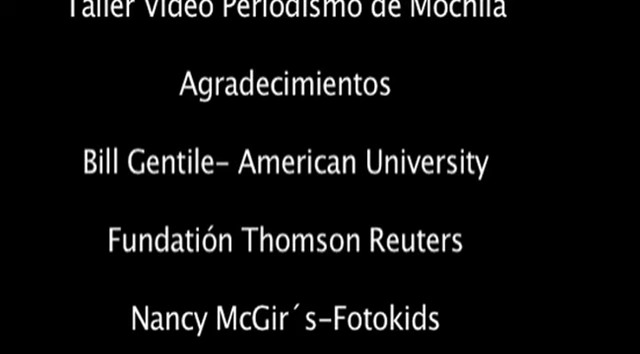 Taller Video Periodismo de Mochila
Agradecimientos
Bill Gentile- American University
Fundatión Thomson Reuters
Nancy McGir´s-Fotokids